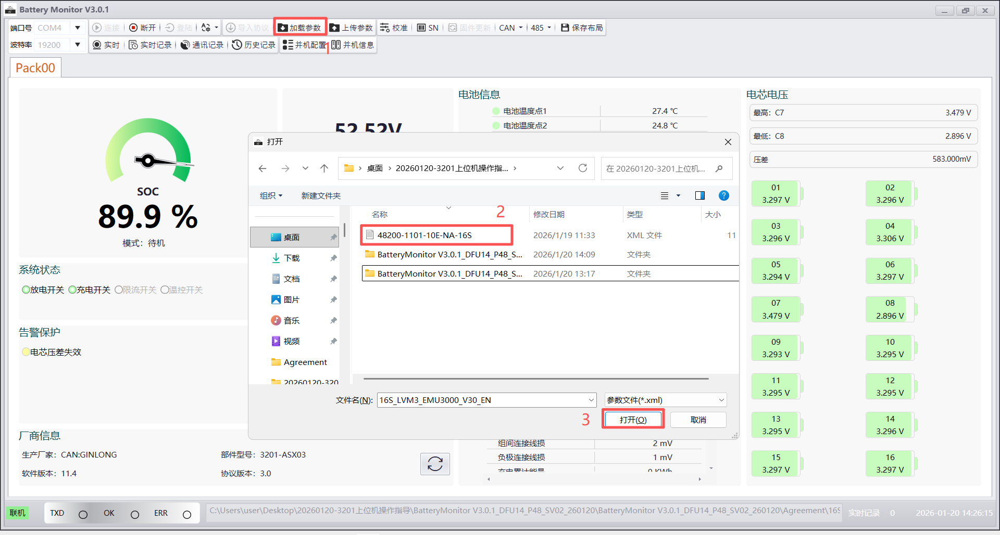 Battery Monitor V3.0.1
端口号 COM4 连接 断开 登陆 导入协议 加载参数 上传参数 校准 SN 固件更新 CAN 485 保存布局
波特率 19200 实时 实时记录 通讯记录 历史记录 并机配置 1 并机信息
Pack00
SOC
89.9 %
模式：待机
52.52V
系统状态
放电开关 充电开关 限流开关 温控开关
告警保护
电芯压差失效
厂商信息
生产厂家：CAN:GINLONG 部件型号：3201-ASX03
软件版本：11.4 协议版本：3.0
电池信息
电池温度点1 27.4 ℃
电池温度点2 24.8 ℃
打开
桌面 20260120-3201上位机操作指... 在 20260120-3201上位机...
组织 新建文件夹
名称 2 修改日期 类型 大小
48200-1101-10E-NA-16S 2026/1/19 11:33 XML 文件 11
BatteryMonitor V3.0.1_DFU14_P48_S... 2026/1/20 14:09 文件夹
BatteryMonitor V3.0.1_DFU14_P48_S... 2026/1/20 13:17 文件夹
桌面
下载
文档
图片
音乐
视频
Agreement
20260120-320
文件名(N): 16S_LVM3_EMU3000_V30_EN 参数文件(*.xml)
3 打开(O) 取消
组间连接线损 2 mV
负极连接线损 1 mV
充电累计能量 0 KWh
电芯电压
最高：C7 3.479 V
最低：C8 2.896 V
压差 583.000mV
01 02
3.297 V 3.296 V
03 04
3.296 V 3.306 V
05 06
3.294 V 3.297 V
07 08
3.479 V 2.896 V
09 10
3.293 V 3.295 V
11 12
3.295 V 3.295 V
13 14
3.295 V 3.296 V
15 16
3.297 V 3.297 V
联机 TXD OK ERR C:\Users\user\Desktop\20260120-3201上位机操作指导\BatteryMonitor V3.0.1_DFU14_P48_SV02_260120\BatteryMonitor V3.0.1_DFU14_P48_SV02_260120\Agreement\16S 实时记录 0 2026-01-20 14:26:15